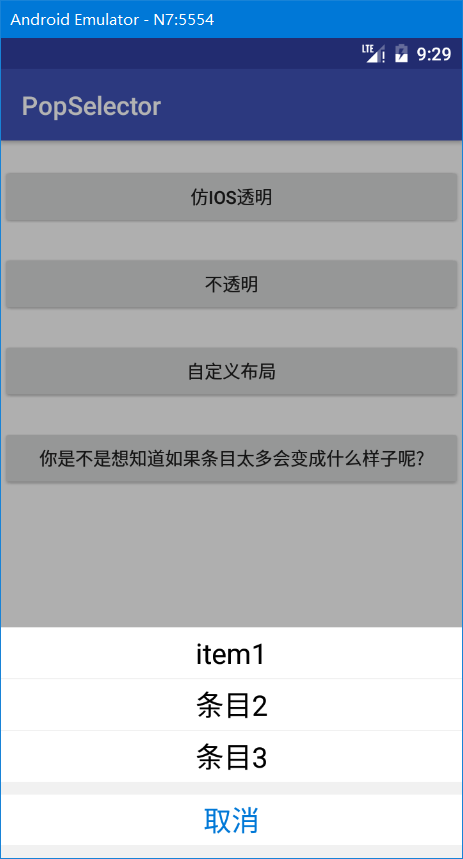 Android Emulator - N7:5554
LTE 9:29
PopSelector
仿IOS透明
不透明
自定义布局
你是不是想知道如果条目太多会变成什么样子呢?
item1
条目2
条目3
取消